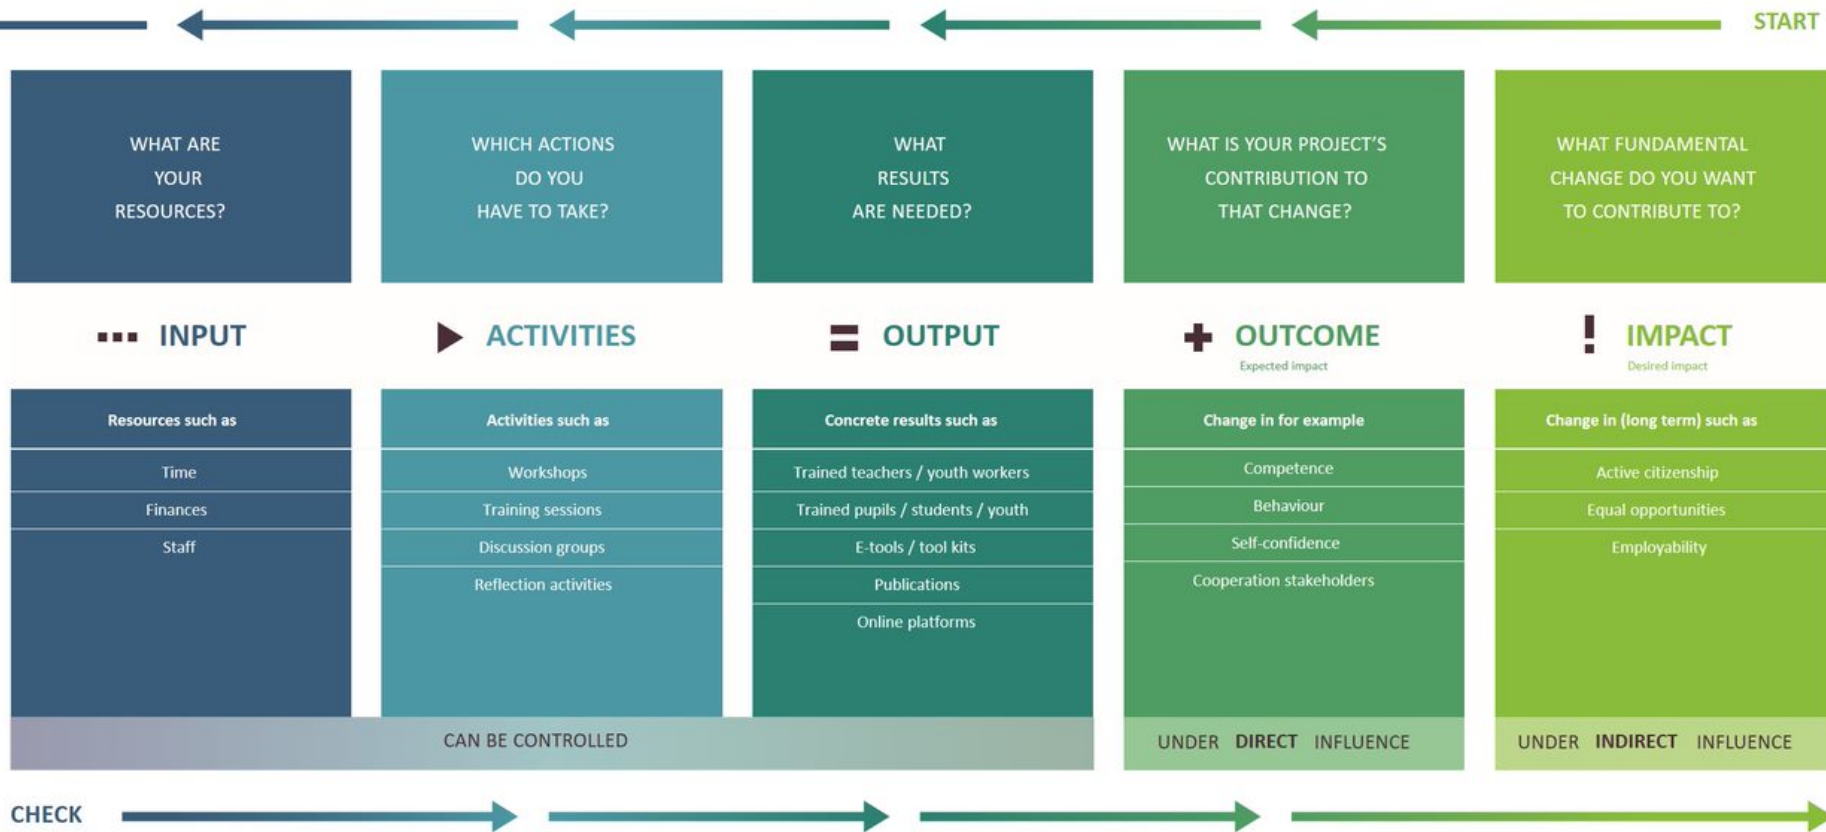 START
WHAT ARE
YOUR
RESOURCES?
WHICH ACTIONS
DO YOU
HAVE TO TAKE?
WHAT
RESULTS
ARE NEEDED?
WHAT IS YOUR PROJECT'S
CONTRIBUTION TO
THAT CHANGE?
WHAT FUNDAMENTAL
CHANGE DO YOU WANT
TO CONTRIBUTE TO?
INPUT
ACTIVITIES
OUTPUT
OUTCOME
Expected impact
IMPACT
Desired impact
Resources such as
Time
Finances
Staff
Activities such as
Workshops
Training sessions
Discussion groups
Reflection activities
Concrete results such as
Trained teachers / youth workers
Trained pupils / students / youth
E-tools / tool kits
Publications
Online platforms
Change in for example
Competence
Behaviour
Self-confidence
Cooperation stakeholders
Change in (long term) such as
Active citizenship
Equal opportunities
Employability
CAN BE CONTROLLED
UNDER DIRECT INFLUENCE
UNDER INDIRECT INFLUENCE
CHECK